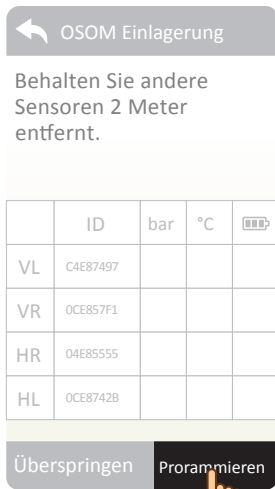 OSOM Einlagerung
Behalten Sie andere
Sensoren 2 Meter
entfernt.
ID bar °C
VL C4E87497
VR 0CE857F1
HR 04E85555
HL 0CE8742B
Überspringen Prorammieren